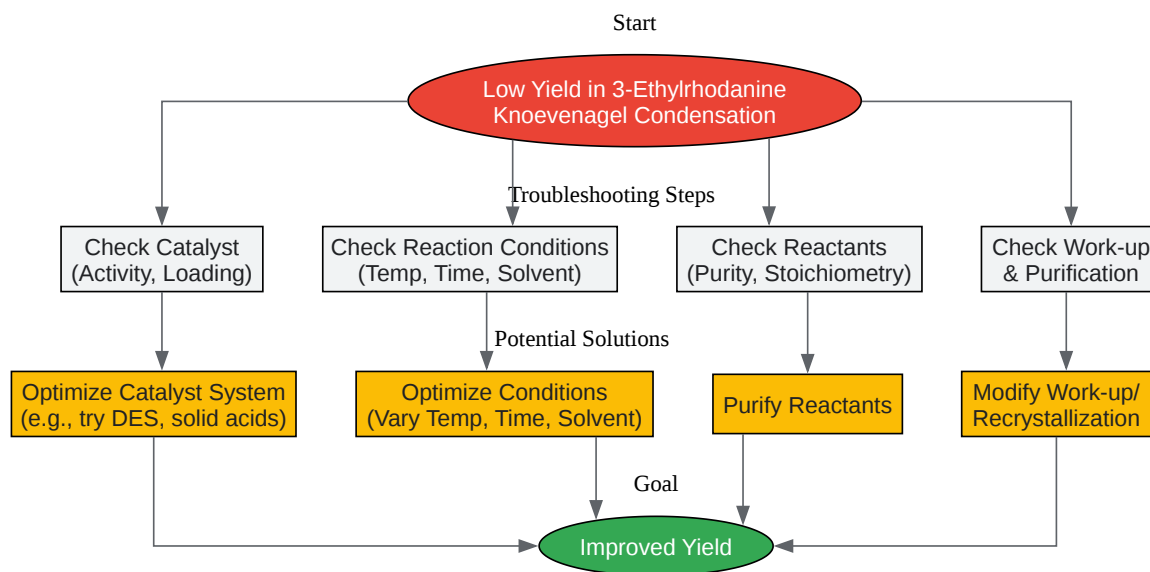 Start
Low Yield in 3-Ethylrhodanine
Knoevenagel Condensation
Troubleshooting Steps
Check Catalyst
(Activity, Loading)
Check Reaction Conditions
(Temp, Time, Solvent)
Check Reactants
(Purity, Stoichiometry)
Check Work-up
& Purification
Potential Solutions
Optimize Catalyst System
(e.g., try DES, solid acids)
Optimize Conditions
(Vary Temp, Time, Solvent)
Purify Reactants
Modify Work-up/
Recrystallization
Goal
Improved Yield